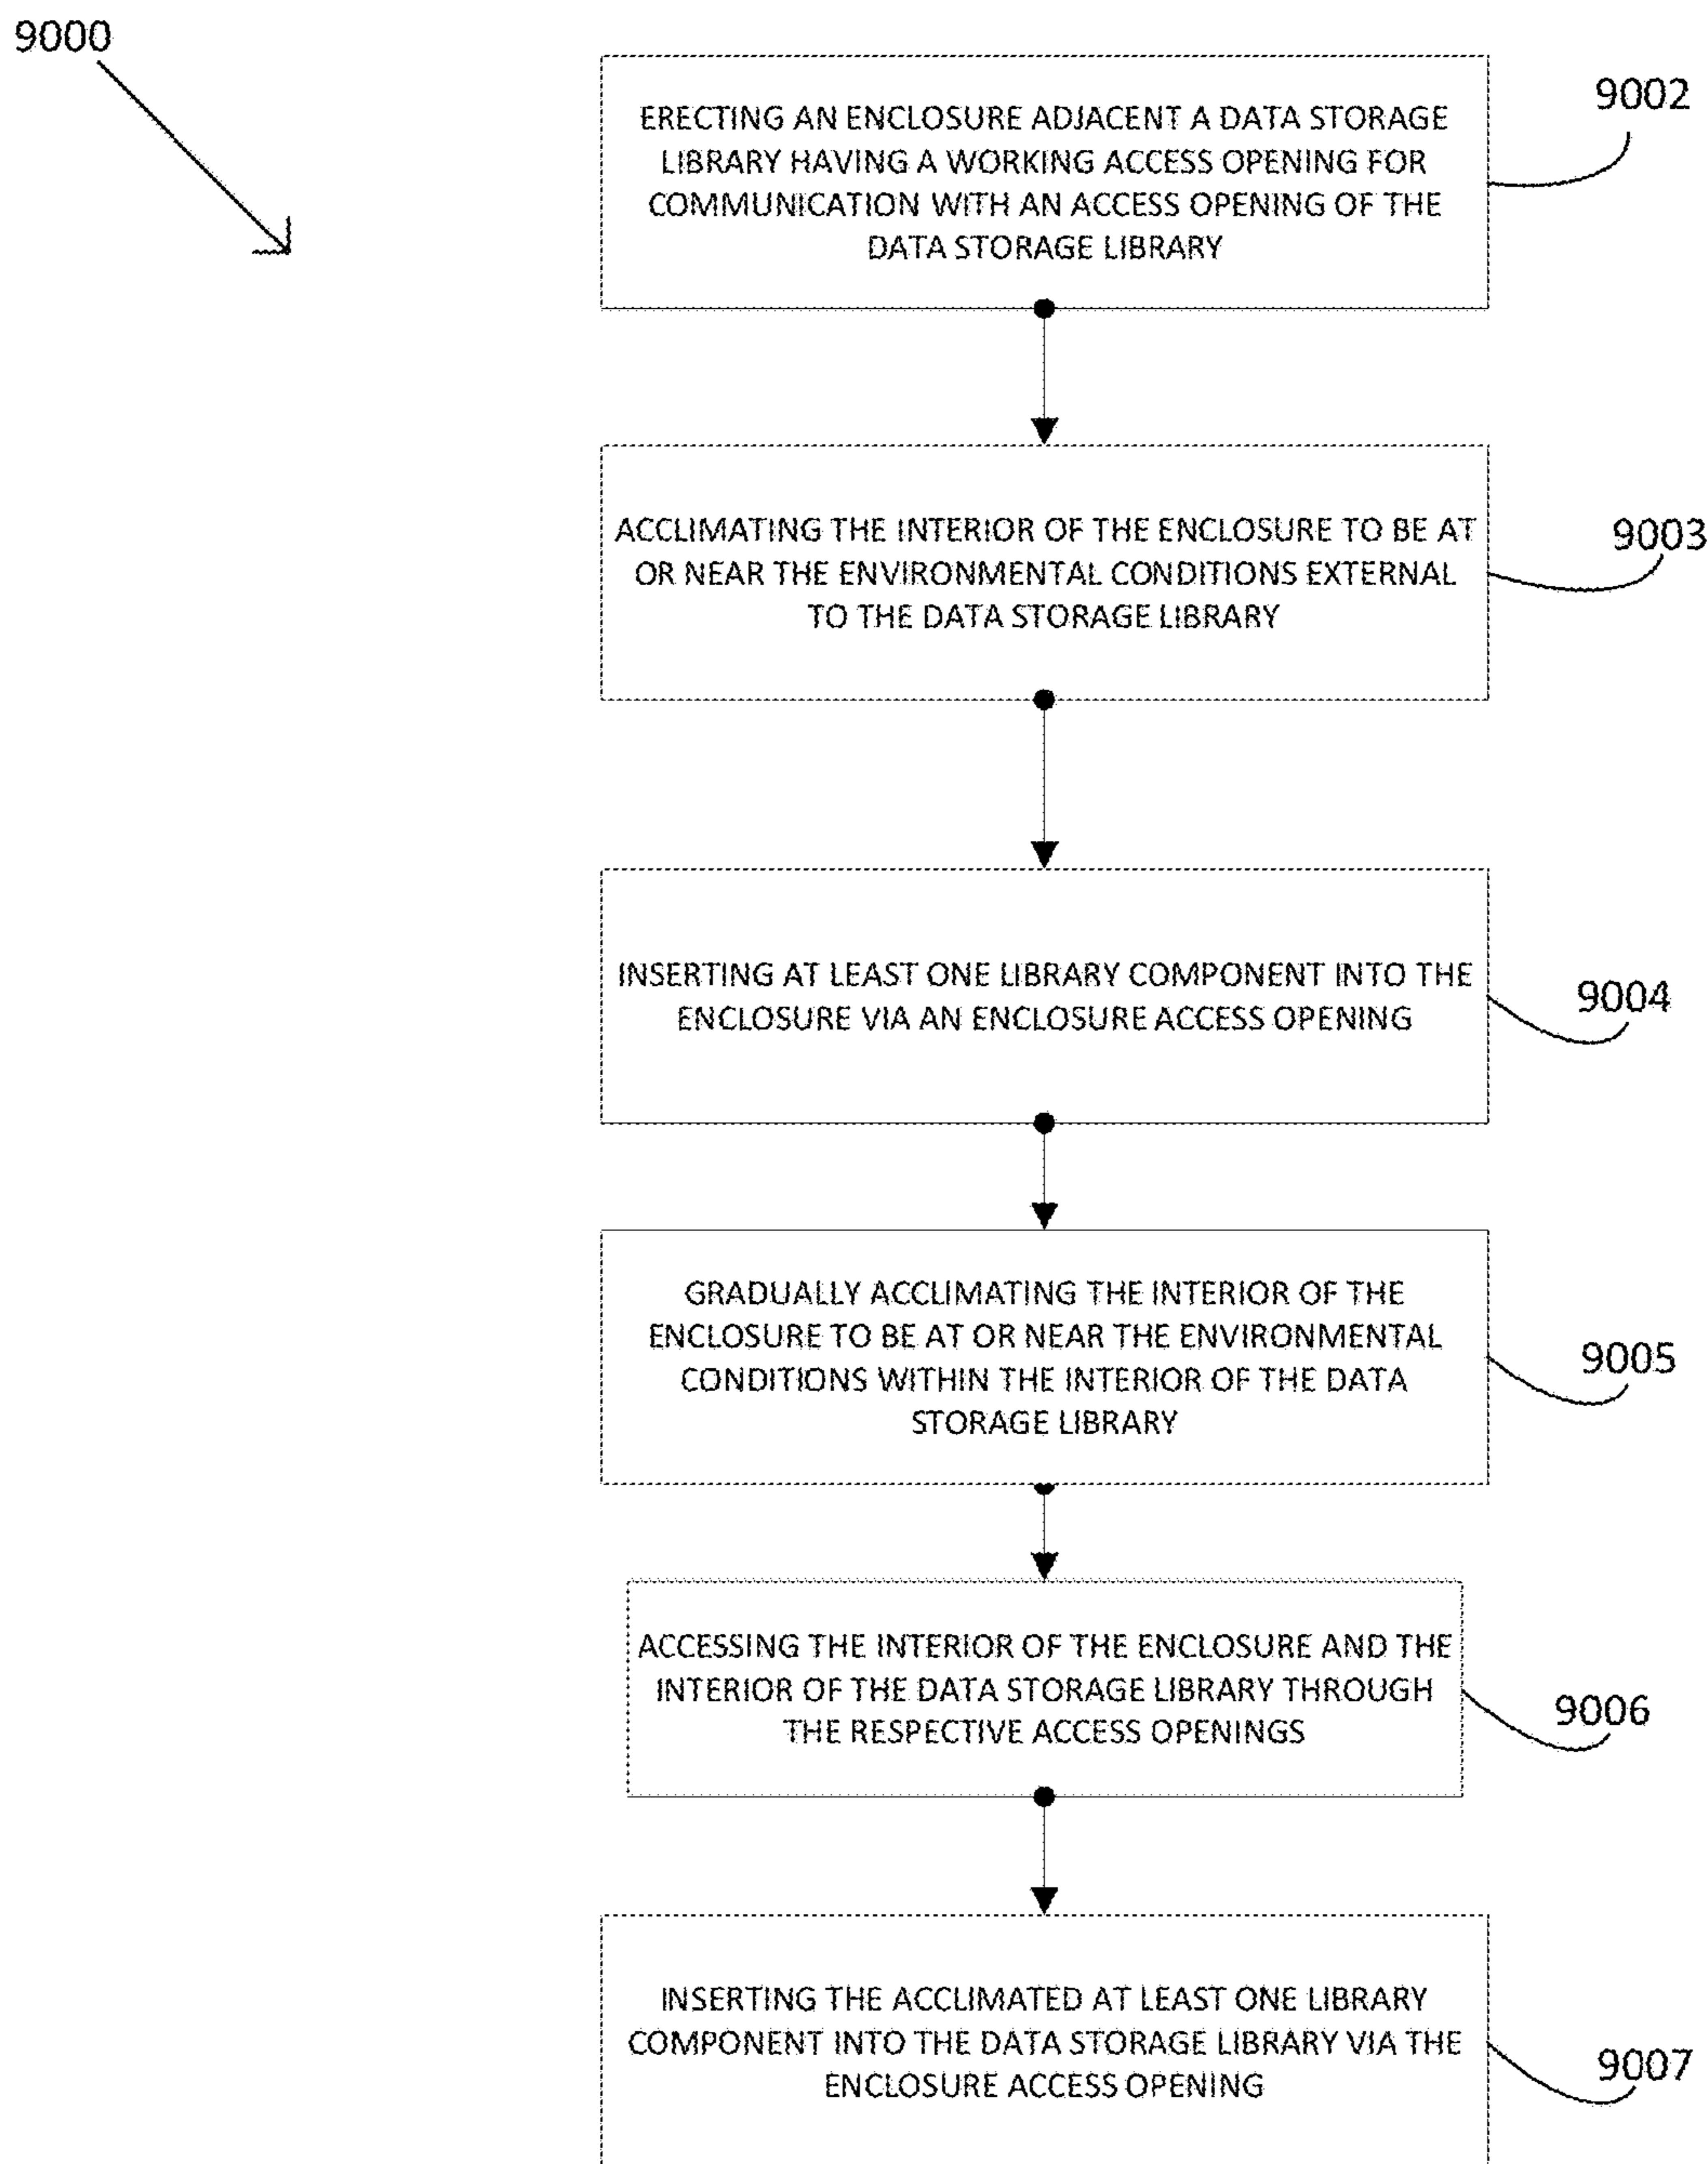 9000
ERECTING AN ENCLOSURE ADJACENT A DATA STORAGE
LIBRARY HAVING A WORKING ACCESS OPENING FOR
COMMUNICATION WITH AN ACCESS OPENING OF THE
DATA STORAGE LIBRARY
9002
ACCLIMATING THE INTERIOR OF THE ENCLOSURE TO BE AT
OR NEAR THE ENVIRONMENTAL CONDITIONS EXTERNAL
TO THE DATA STORAGE LIBRARY
9003
INSERTING AT LEAST ONE LIBRARY COMPONENT INTO THE
ENCLOSURE VIA AN ENCLOSURE ACCESS OPENING
9004
GRADUALLY ACCLIMATING THE INTERIOR OF THE
ENCLOSURE TO BE AT OR NEAR THE ENVIRONMENTAL
CONDITIONS WITHIN THE INTERIOR OF THE DATA
STORAGE LIBRARY
9005
ACCESSING THE INTERIOR OF THE ENCLOSURE AND THE
INTERIOR OF THE DATA STORAGE LIBRARY THROUGH
THE RESPECTIVE ACCESS OPENINGS
9006
INSERTING THE ACCLIMATED AT LEAST ONE LIBRARY
COMPONENT INTO THE DATA STORAGE LIBRARY VIA THE
ENCLOSURE ACCESS OPENING
9007